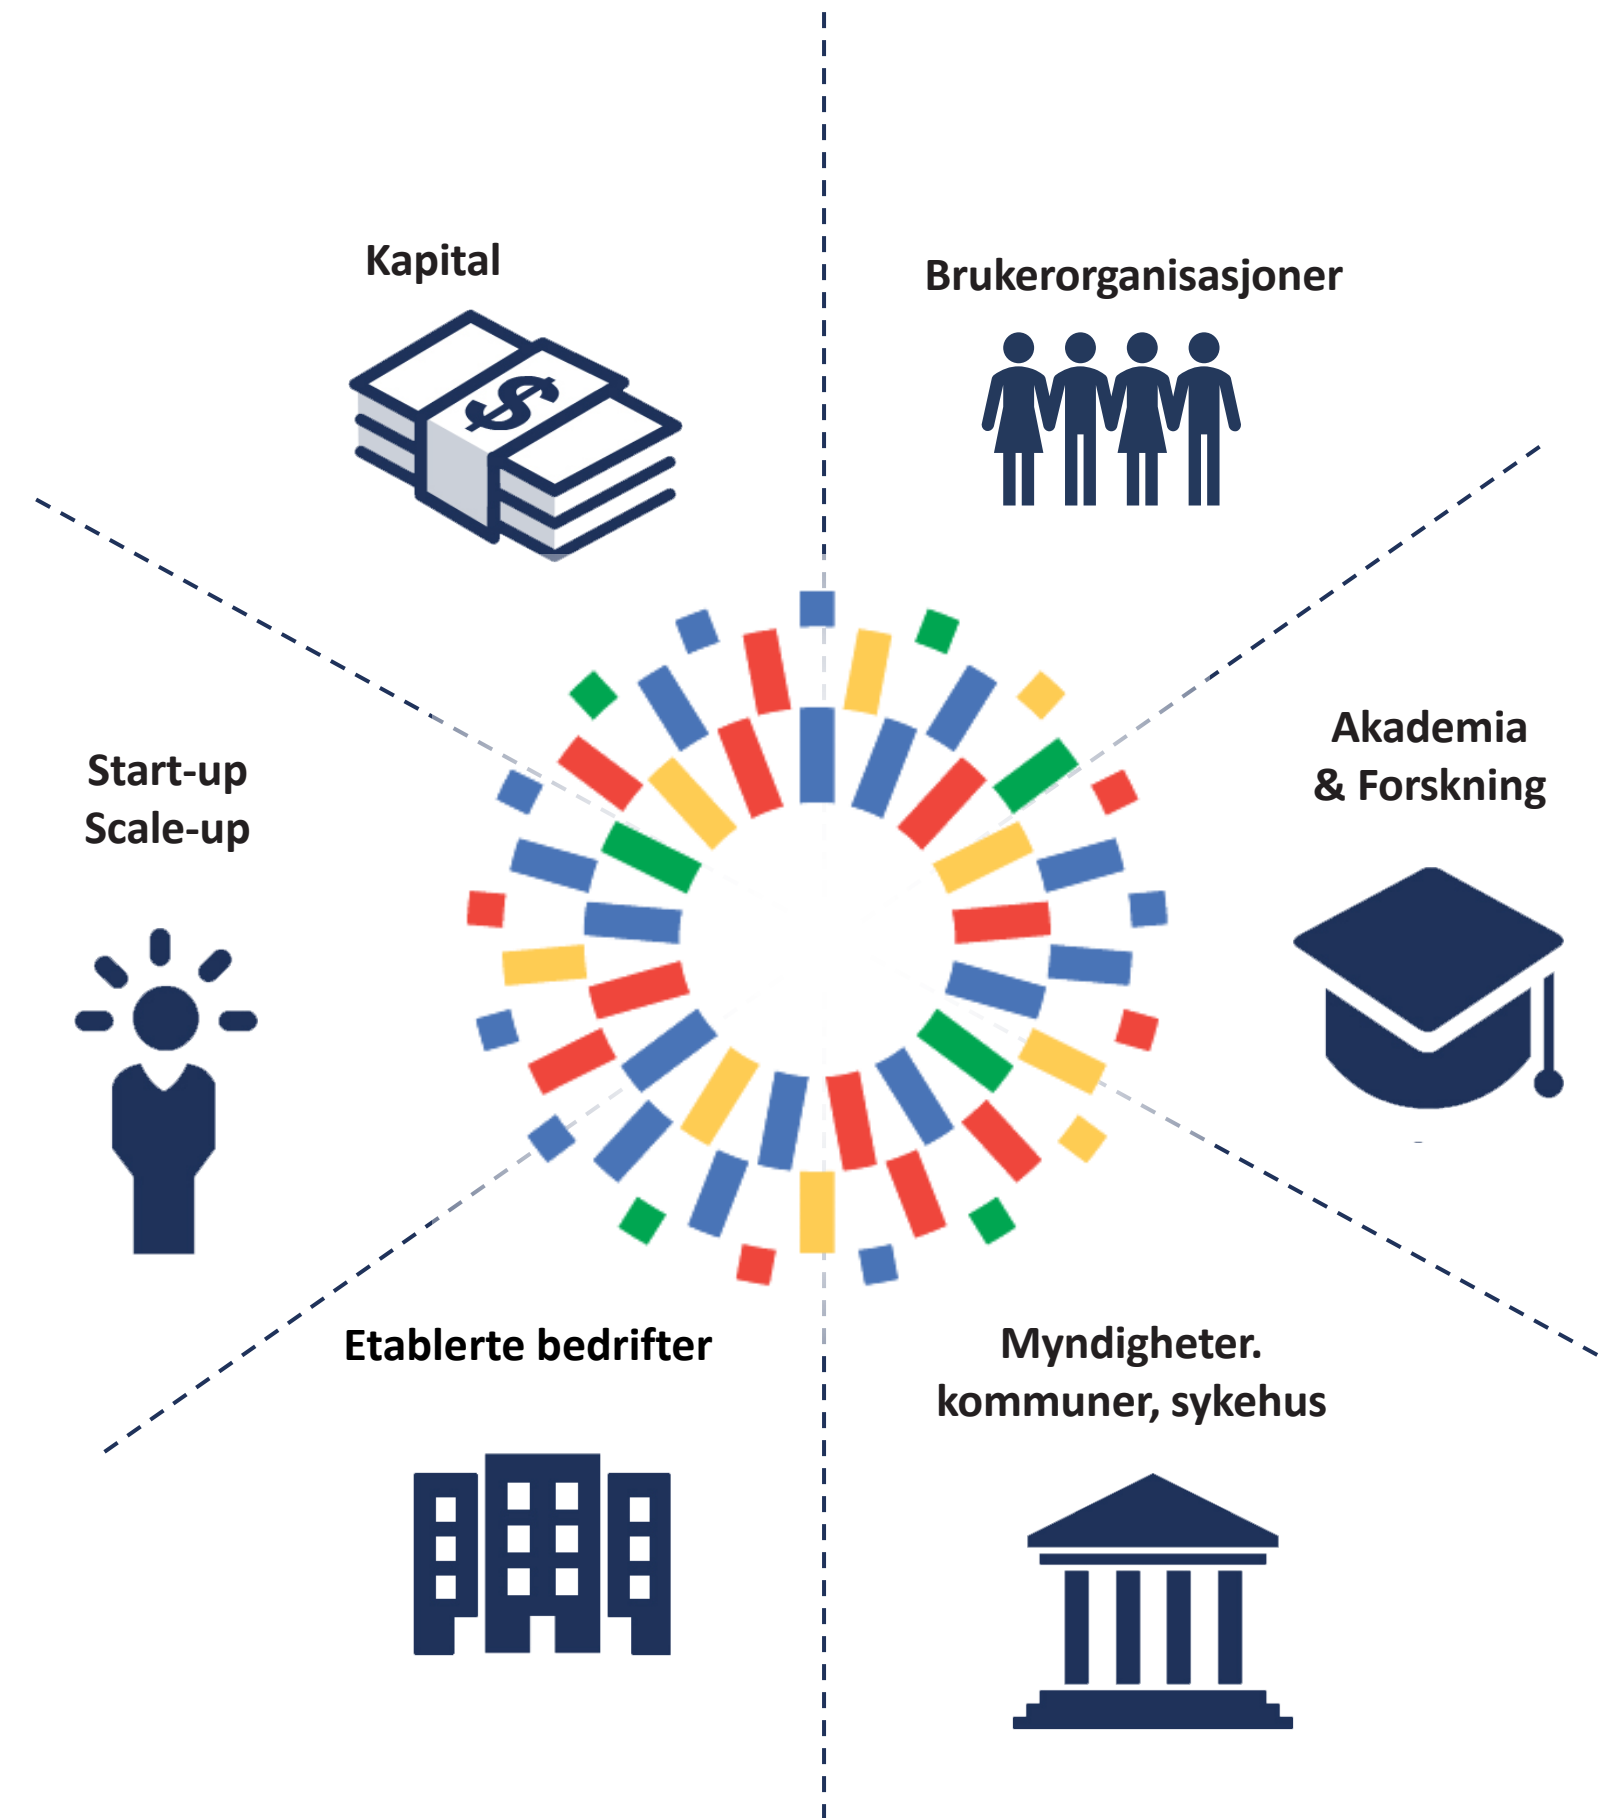 Kapital
Brukerorganisasjoner
Akademia
& Forskning
Start-up
Scale-up
Etablerte bedrifter
Myndigheter.
kommuner, sykehus
$